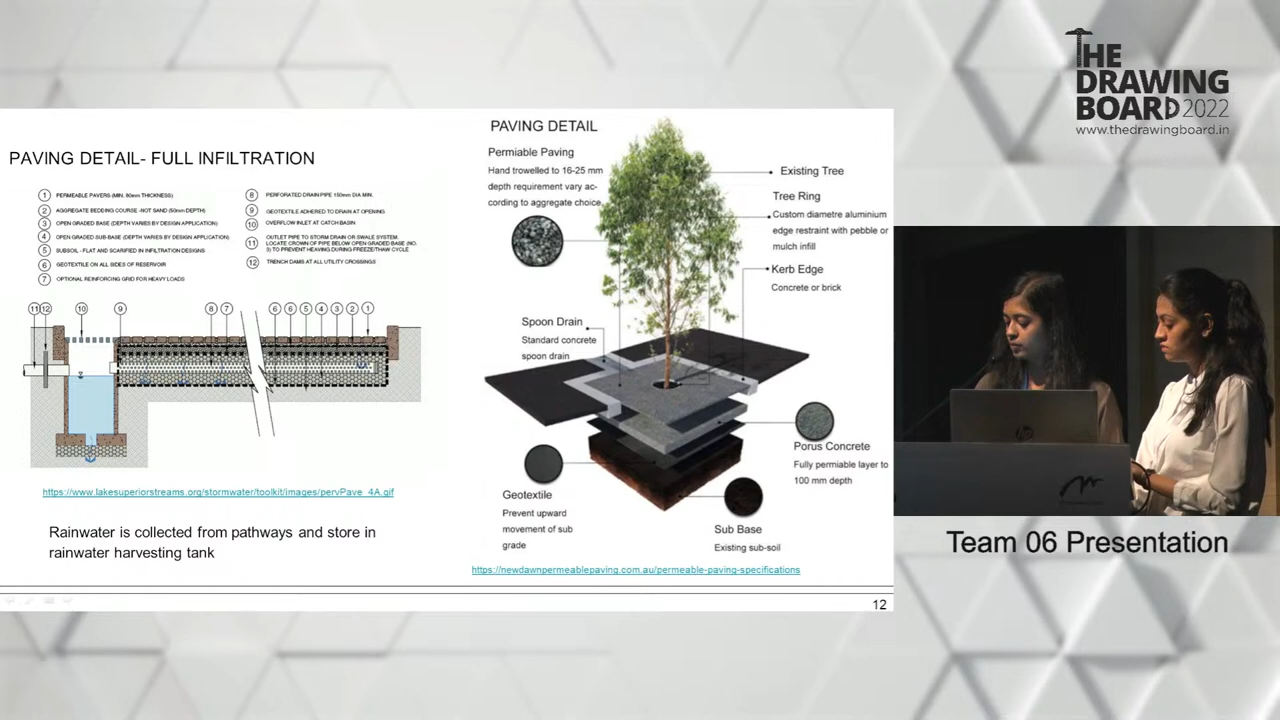 THE
DRAWING
BOARD 2022
www.thedrawingboard.in
PAVING DETAIL- FULL INFILTRATION
1 PERMEABLE PAVERS (MIN. 80mm THICKNESS)
2 AGGREGATE BEDDING COURSE -NOT SAND (50mm DEPTH)
3 OPEN GRADED BASE (DEPTH VARIES BY DESIGN APPLICATION)
4 OPEN GRADED SUB-BASE (DEPTH VARIES BY DESIGN APPLICATION)
5 SUBSOIL - FLAT AND SCARIFIED IN INFILTRATION DESIGNS
6 GEOTEXTILE ON ALL SIDES OF RESERVOIR
7 OPTIONAL REINFORCING GRID FOR HEAVY LOADS
8 PERFORATED DRAIN PIPE 150mm DIA MIN.
9 GEOTEXTILE ADHERED TO DRAIN AT OPENING
10 OVERFLOW INLET AT CATCH BASIN
11 OUTLET PIPE TO STORM DRAIN OR SWALE SYSTEM.
LOCATE CROWN OF PIPE BELOW OPEN GRADED BASE (NO.
3) TO PREVENT HEAVING DURING FREEZE/THAW CYCLE
12 TRENCH DAMS AT ALL UTILITY CROSSINGS
11 12 10 9 8 7 6 6 5 4 3 2 1
https://www.lakesuperiorstreams.org/stormwater/toolkit/images/pervPave_4A.gif
Rainwater is collected from pathways and store in
rainwater harvesting tank
PAVING DETAIL
Permiable Paving
Hand trowelled to 16-25 mm
depth requirement vary ac-
cording to aggregate choice
Existing Tree
Tree Ring
Custom diametre aluminium
edge restraint with pebble or
mulch infill
Kerb Edge
Concrete or brick
Spoon Drain
Standard concrete
spoon drain
Porus Concrete
Fully permiable layer to
100 mm depth
Geotextile
Prevent upward
movement of sub
grade
Sub Base
Existing sub-soil
https://newdawnpermeablepaving.com.au/permeable-paving-specifications
12
hp
Team 06 Presentation